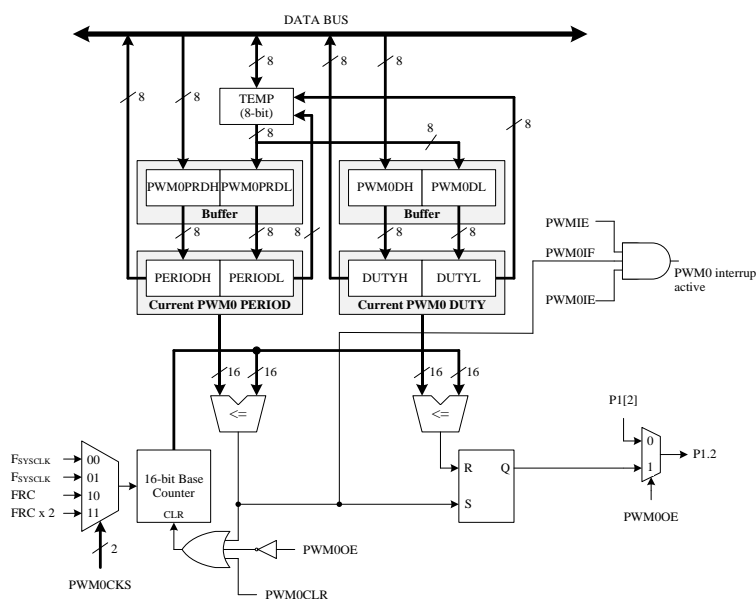 DATA BUS
8
8
8
8
8
TEMP
(8-bit)
8
8
8
PWM0PRDH
PWM0PRDL
Buffer
PWM0DH
PWM0DL
Buffer
8
8
8
8
8
PERIODH
PERIODL
Current PWM0 PERIOD
DUTYH
DUTYL
Current PWM0 DUTY
PWMIE
PWM0IF
PWM0IE
PWM0 interrup
active
16
16
16
16
<=
<=
P1[2]
0
1
P1.2
PWM0OE
FSYSCLK
FSYSCLK
FRC
FRC x 2
00
01
10
11
2
PWM0CKS
16-bit Base
Counter
CLR
R
Q
S
PWM0OE
PWM0CLR